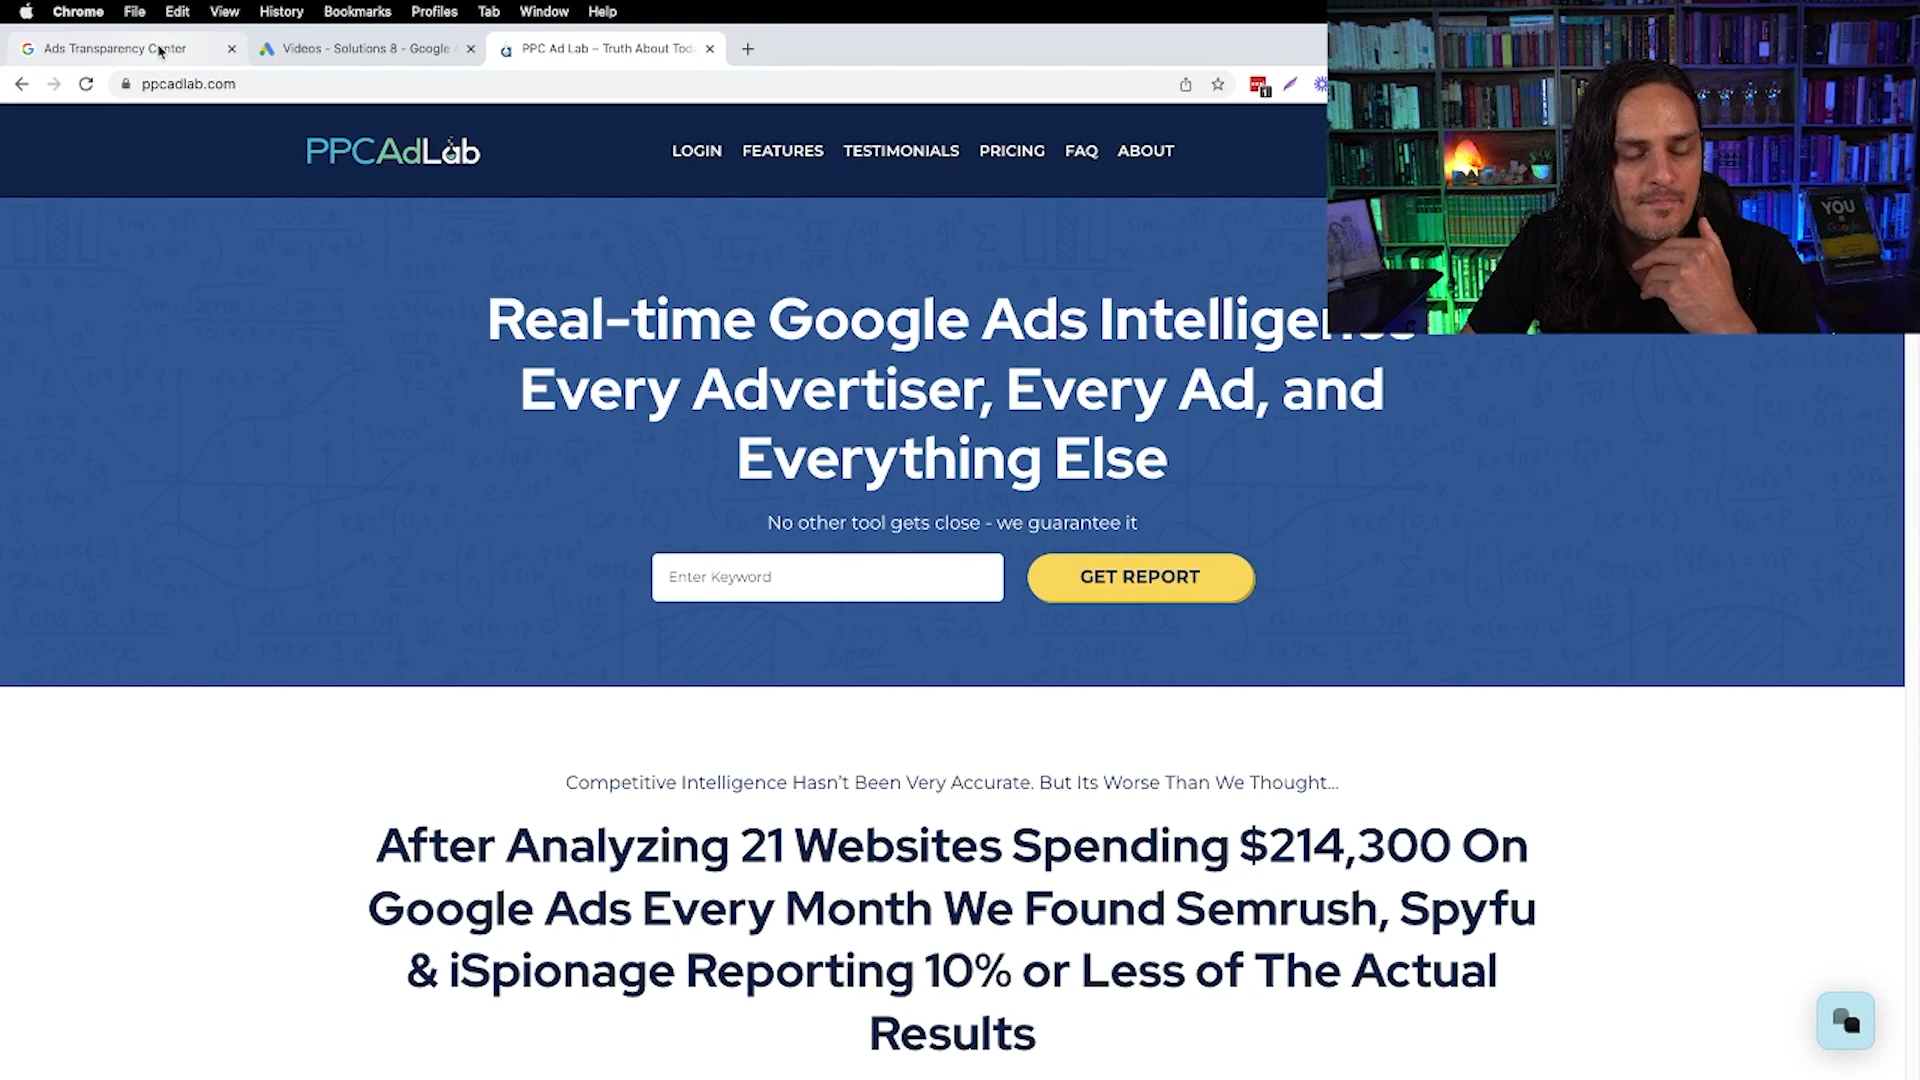 Chrome File Edit View History Bookmarks Profiles Tab Window Help
Ads Transparency Center
Videos - Solutions 8 - Google
PPC Ad Lab – Truth About Tod
ppcadlab.com
1
PPCAdLab
LOGIN FEATURES TESTIMONIALS PRICING FAQ ABOUT
YOU
Google
Real-time Google Ads Intelligence
Every Advertiser, Every Ad, and
Everything Else
No other tool gets close - we guarantee it
Enter Keyword
GET REPORT
Competitive Intelligence Hasn't Been Very Accurate. But Its Worse Than We Thought...
After Analyzing 21 Websites Spending $214,300 On
Google Ads Every Month We Found Semrush, Spyfu
& iSpionage Reporting 10% or Less of The Actual
Results